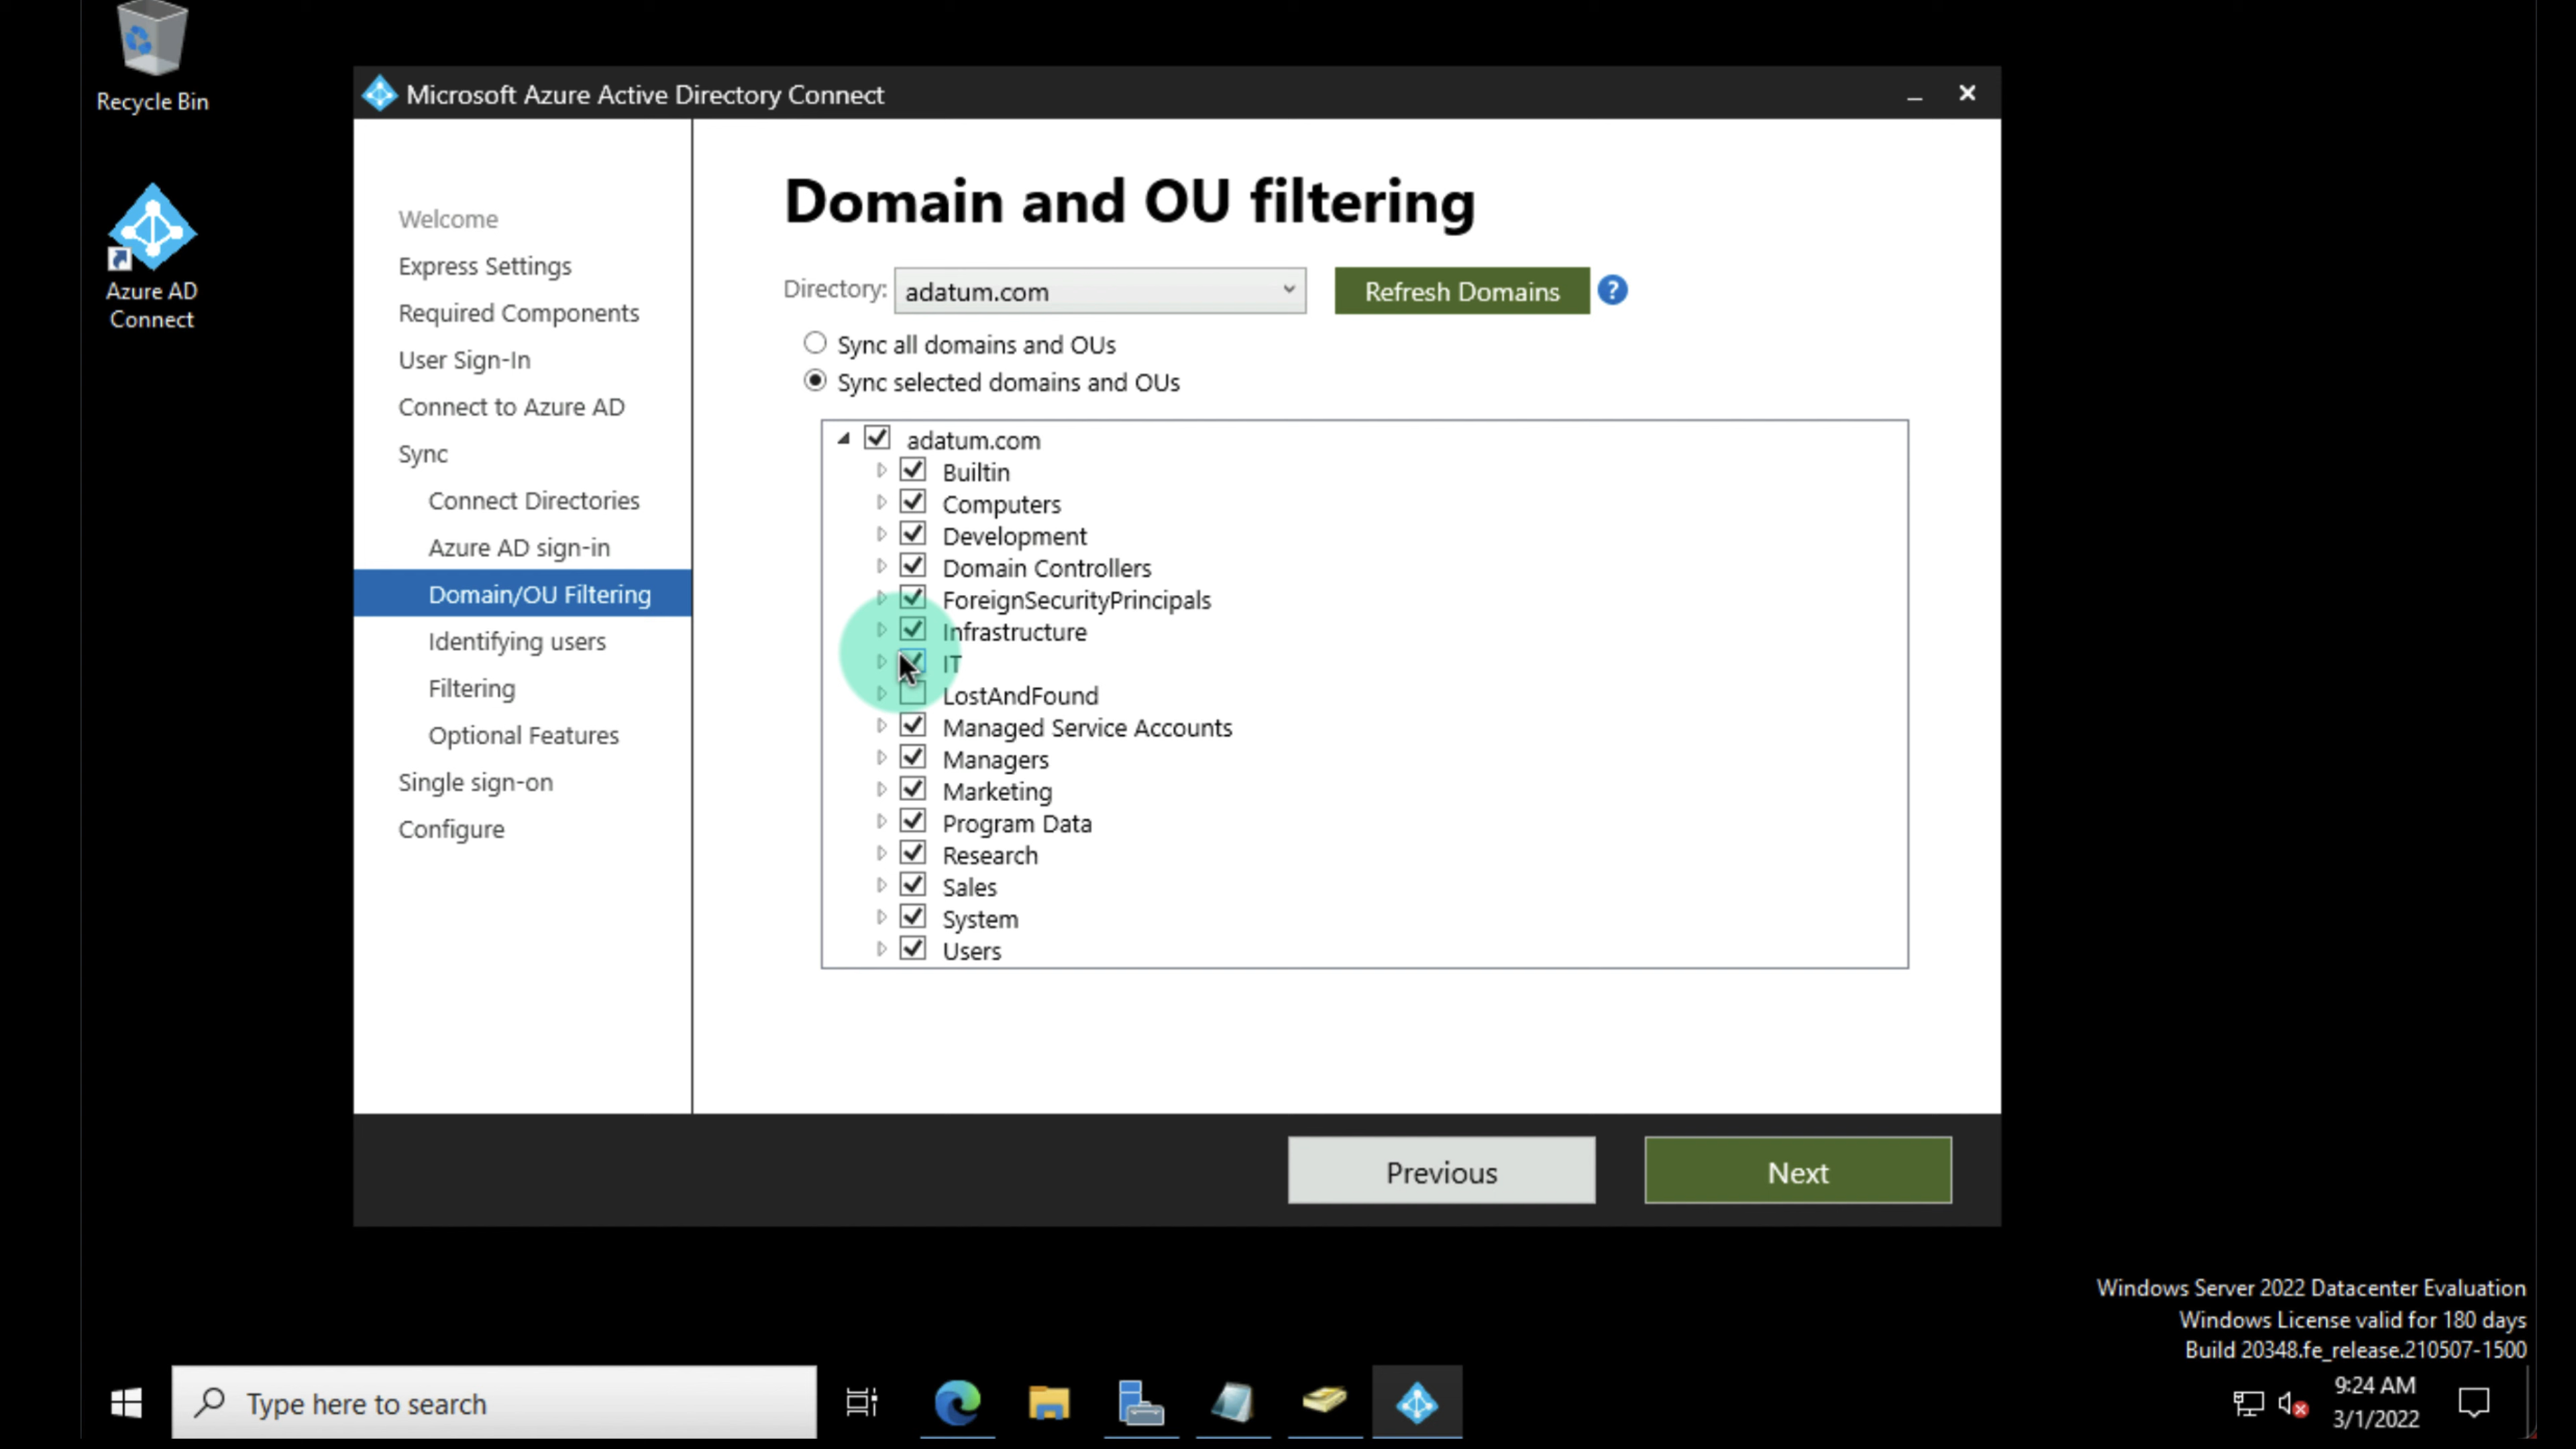 Recycle Bin
Azure AD
Connect
Microsoft Azure Active Directory Connect
Welcome
Express Settings
Required Components
User Sign-In
Connect to Azure AD
Sync
Connect Directories
Azure AD sign-in
Domain/OU Filtering
Identifying users
Filtering
Optional Features
Single sign-on
Configure
Domain and OU filtering
Directory: adatum.com Refresh Domains ?
Sync all domains and OUs
Sync selected domains and OUs
adatum.com
Builtin
Computers
Development
Domain Controllers
ForeignSecurityPrincipals
Infrastructure
IT
LostAndFound
Managed Service Accounts
Managers
Marketing
Program Data
Research
Sales
System
Users
Previous Next
Windows Server 2022 Datacenter Evaluation
Windows License valid for 180 days
Build 20348.fe_release.210507-1500
Type here to search
9:24 AM
3/1/2022